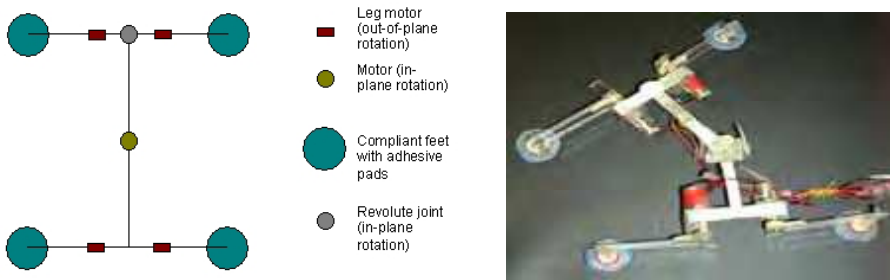 Leg motor
(out-of-plane
rotation)
Motor (in-
plane rotation)
Compliant feet
with adhesive
pads
Revolute joint
(in-plane
rotation)